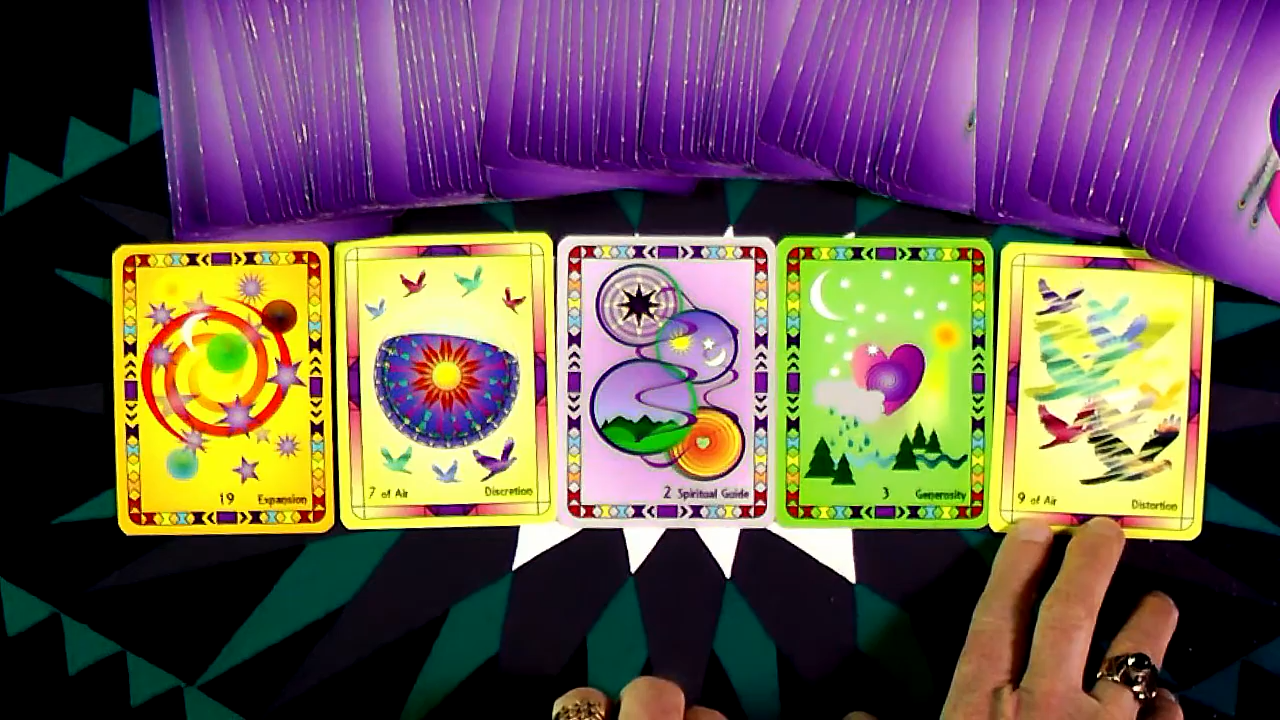 19 Expansion
7 of Air Discretion
2 Spiritual Guide
3 Generosity
9 of Air Distortion